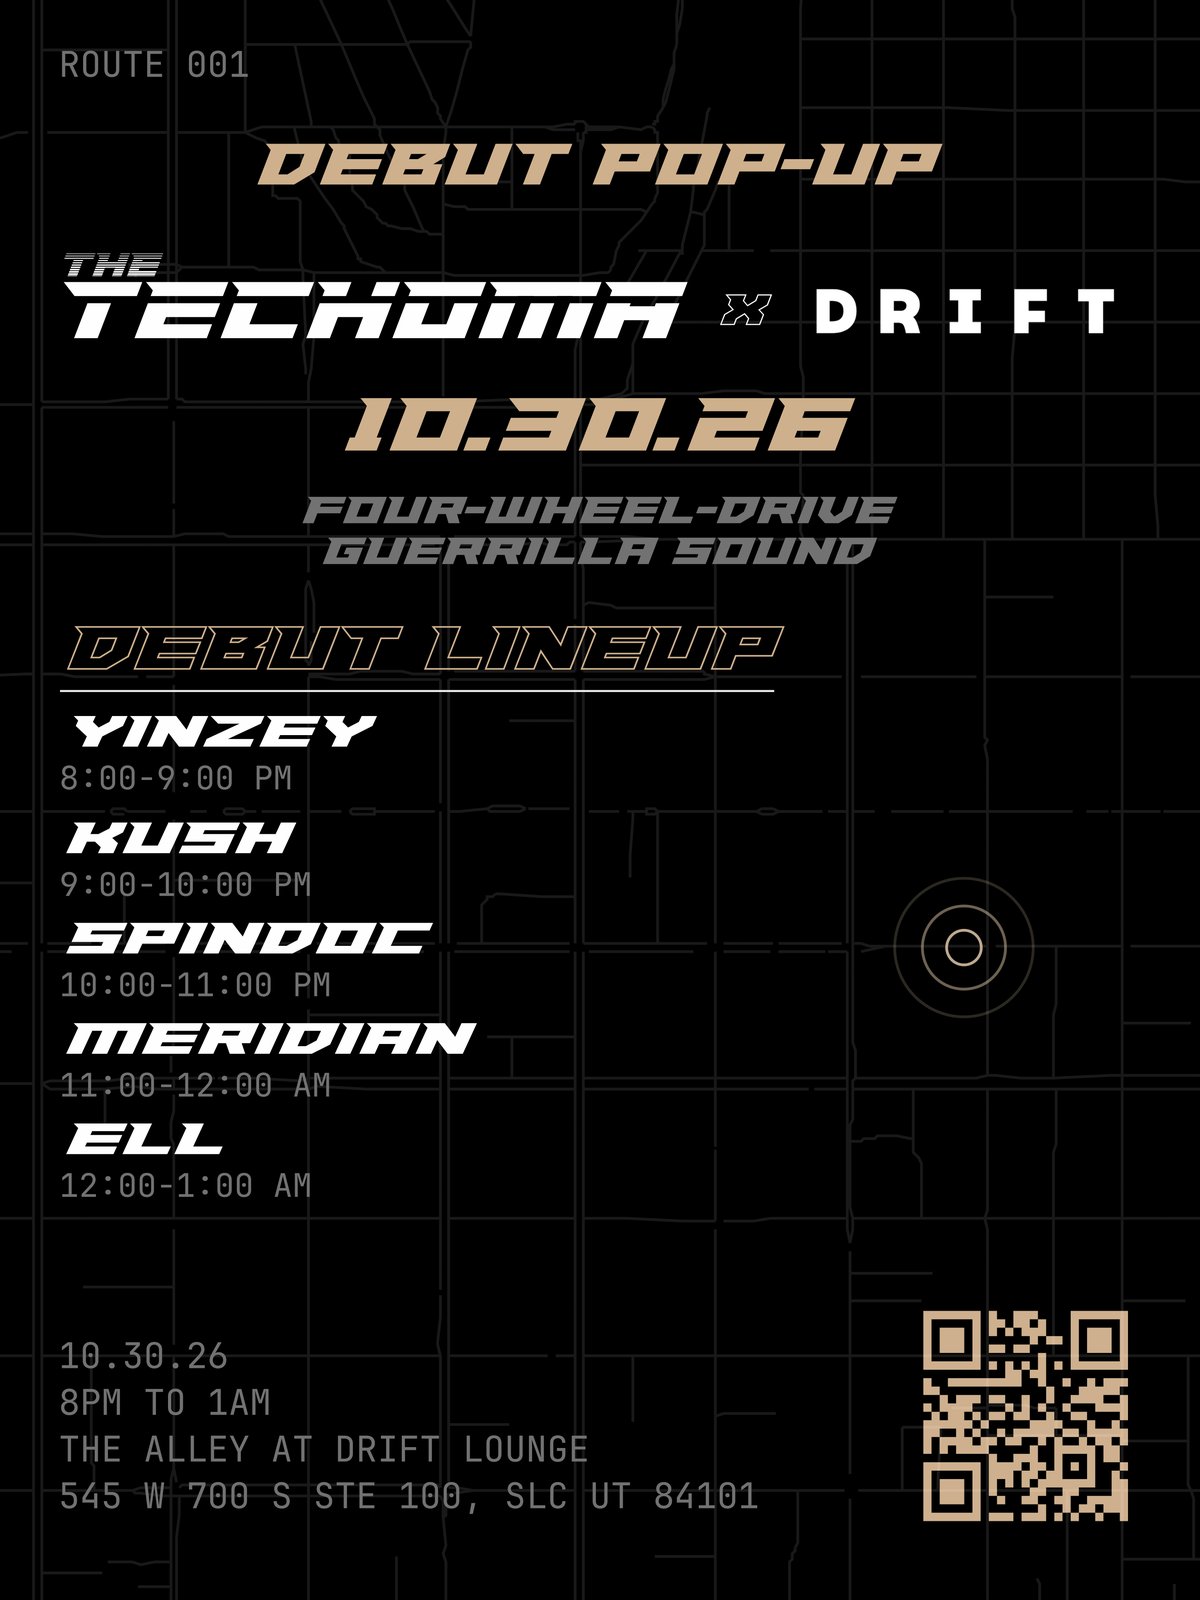 ROUTE 001
DEBUT POP-UP
THE
TECHOMA x DRIFT
10.30.26
FOUR-WHEEL-DRIVE
GUERRILLA SOUND
DEBUT LINEUP
YINZEY
8:00-9:00 PM
KUSH
9:00-10:00 PM
SPINDOC
10:00-11:00 PM
MERIDIAN
11:00-12:00 AM
ELL
12:00-1:00 AM
10.30.26
8PM TO 1AM
THE ALLEY AT DRIFT LOUNGE
545 W 700 S STE 100, SLC UT 84101